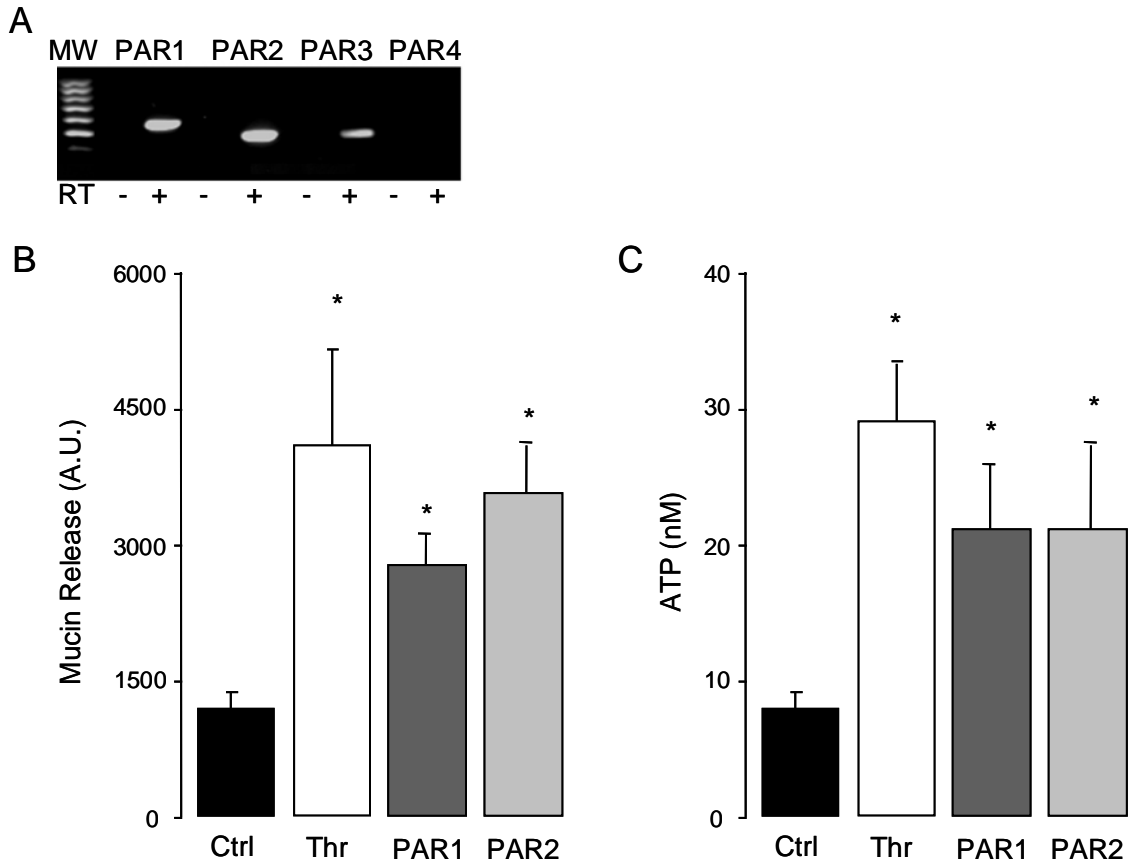 A
MW PAR1 PAR2 PAR3 PAR4
RT - + - + - + - +
B
Mucin Release (A.U.)
6000
4500
3000
1500
0
*
*
*
Ctrl Thr PAR1 PAR2
C
ATP (nM)
40
30
20
10
0
*
*
*
Ctrl Thr PAR1 PAR2